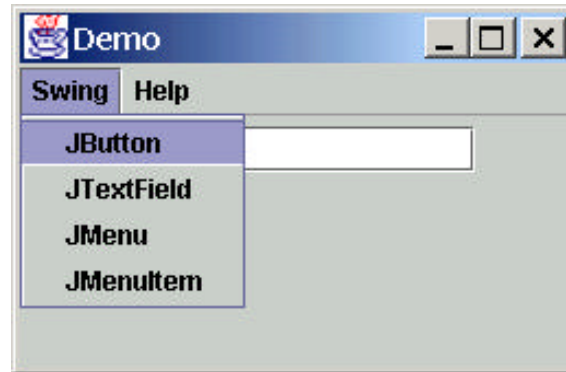 Demo
Swing Help
JButton
JTextField
JMenu
JMenuItem